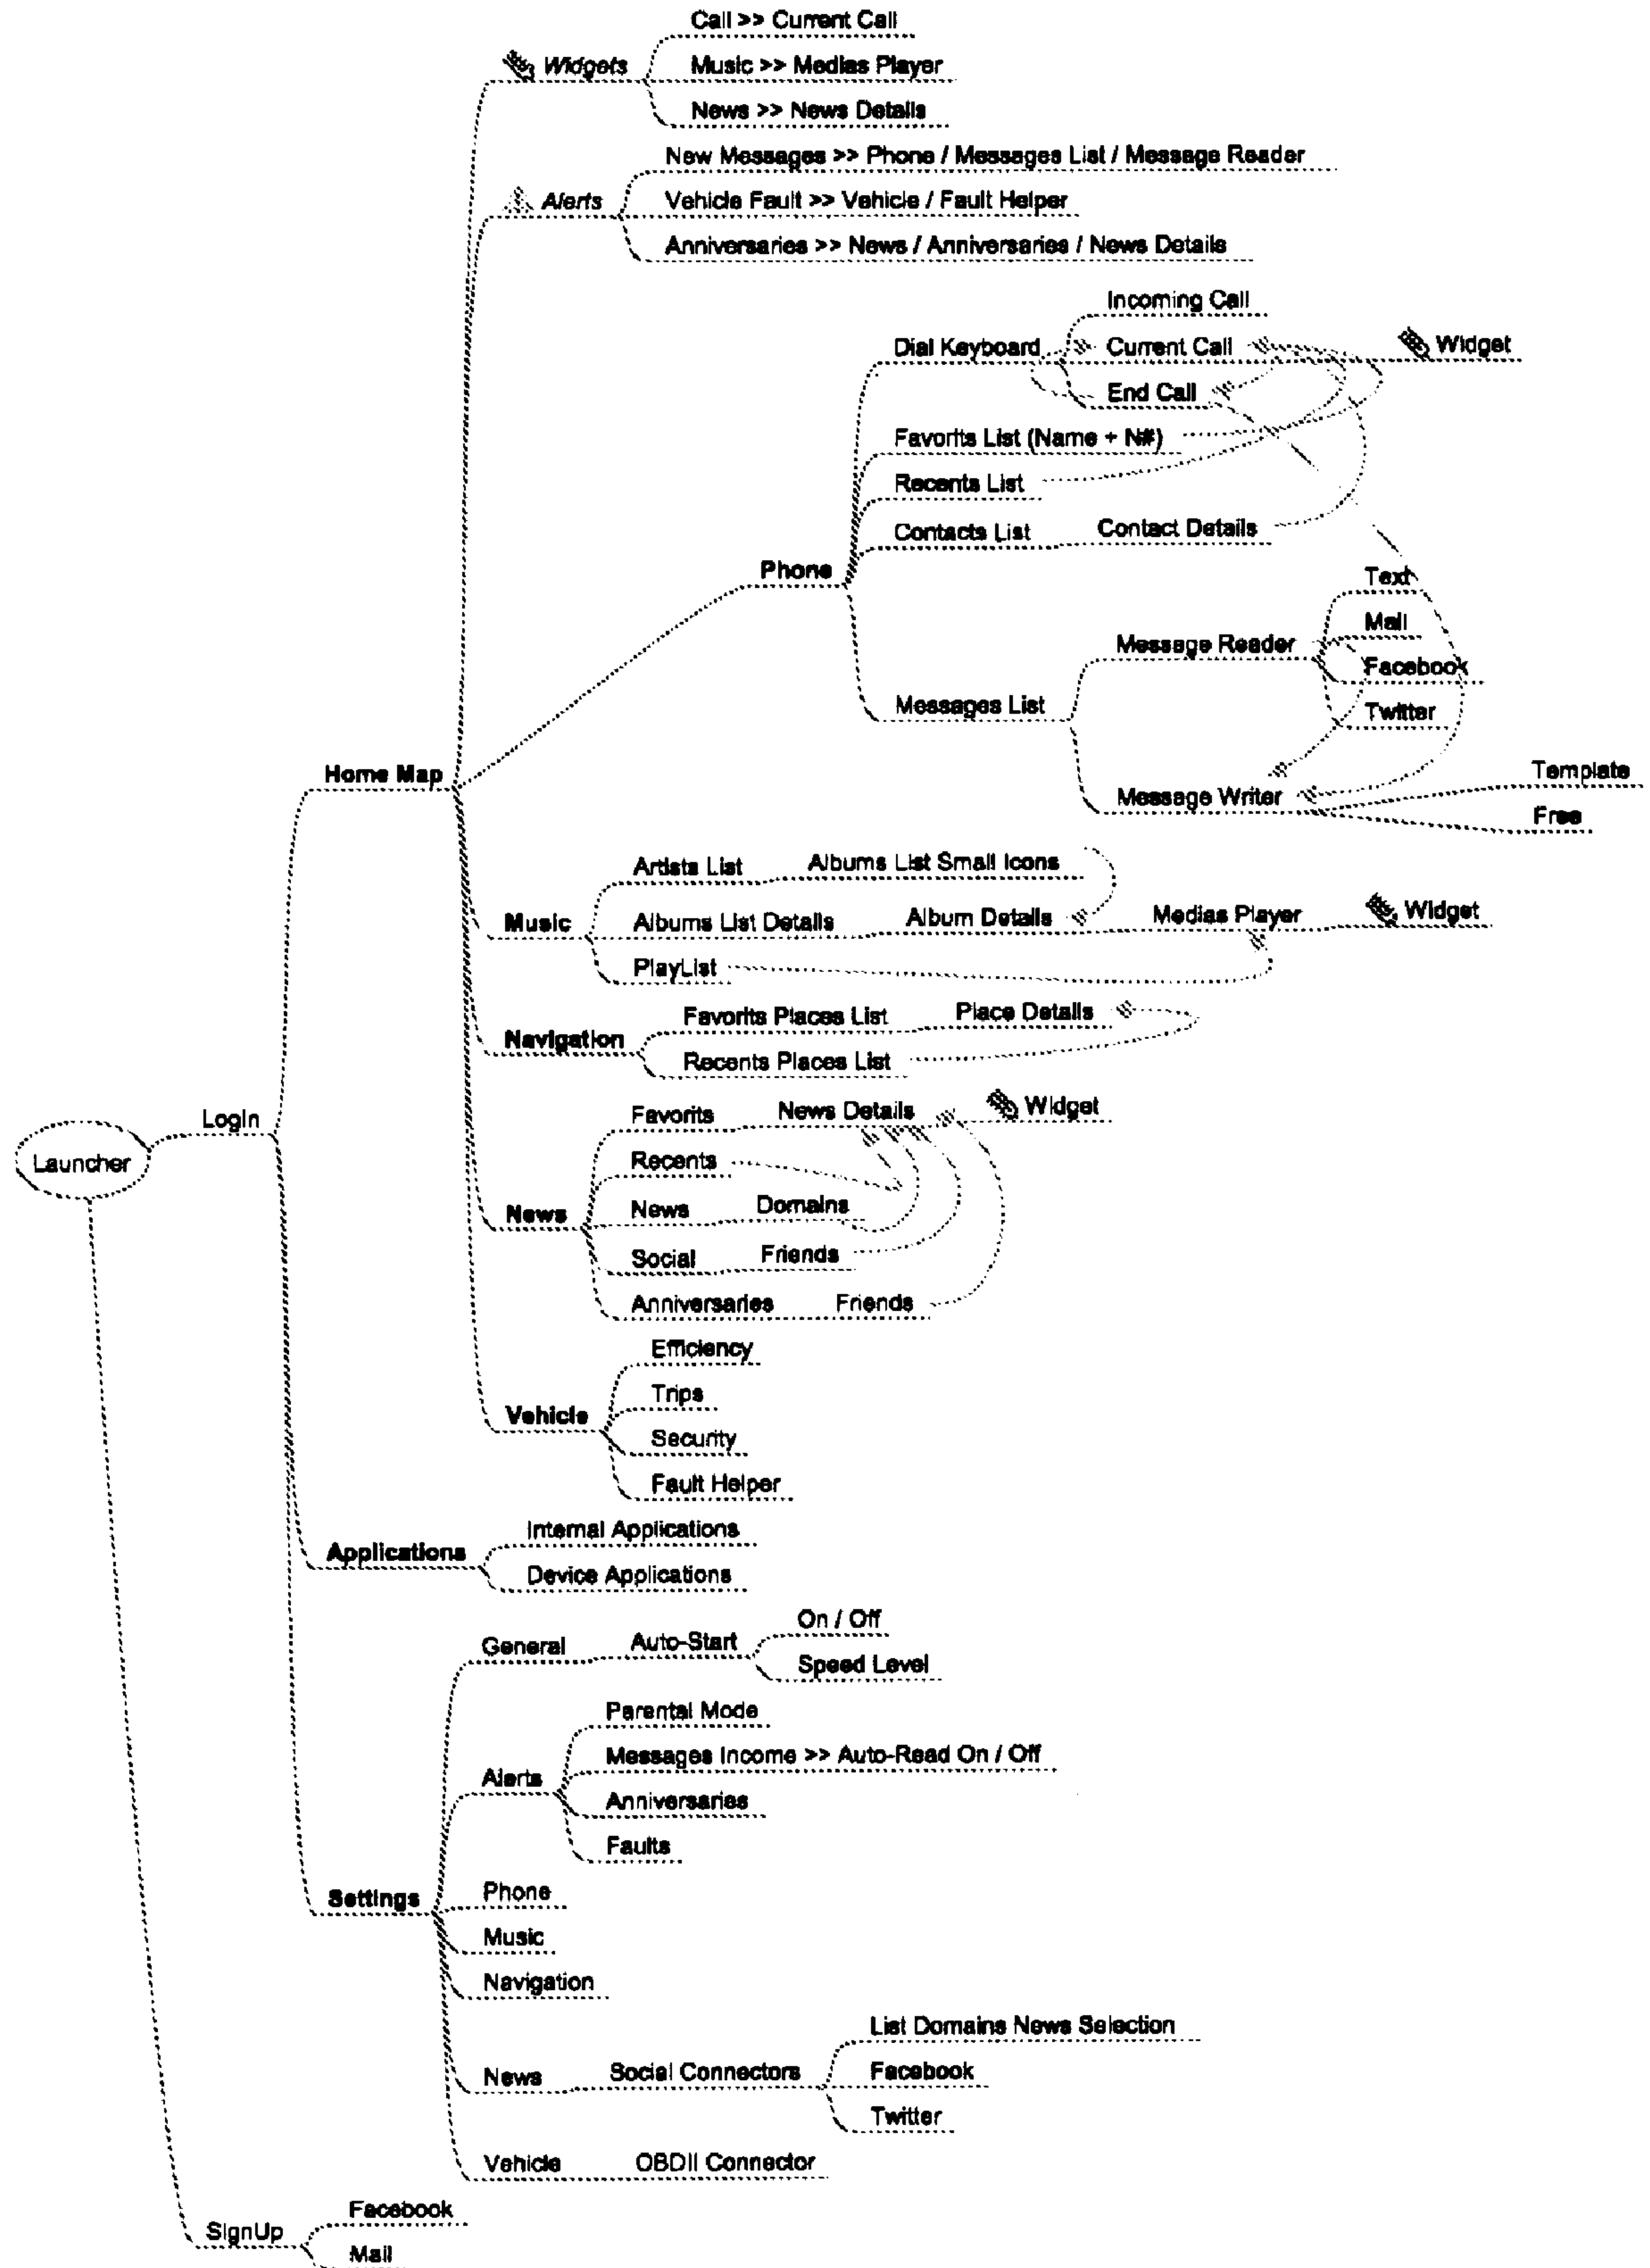 Call >> Current Call
Widgets
Music >> Medias Player
News >> News Details
New Messages >> Phone / Messages List / Message Reader
Alerts
Vehicle Fault >> Vehicle / Fault Helper
Anniversaries >> News / Anniversaries / News Details
Incoming Call
Dial Keyboard
Current Call
Widget
End Call
Favorits List (Name + N#)
Recents List
Contacts List
Contact Details
Phone
Text
Mail
Message Reader
Facebook
Messages List
Twitter
Home Map
Template
Message Writer
Free
Artists List
Albums List Small Icons
Music
Albums List Details
Album Details
Medias Player
Widget
PlayList
Favorits Places List
Place Details
Navigation
Recents Places List
Login
Favorits
News Details
Widget
Launcher
Recents
News
News
Domains
Social
Friends
Anniversaries
Friends
Efficiency
Trips
Vehicle
Security
Fault Helper
Internal Applications
Applications
Device Applications
On / Off
General
Auto-Start
Speed Level
Parental Mode
Messages Income >> Auto-Read On / Off
Alerts
Anniversaries
Faults
Settings
Phone
Music
Navigation
List Domains News Selection
News
Social Connectors
Facebook
Twitter
Vehicle
OBDII Connector
Facebook
SignUp
Mail